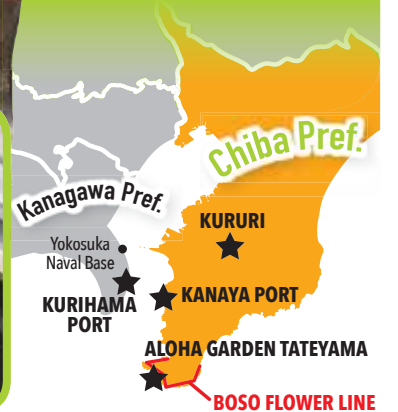 Chiba Pref.
Kanagawa Pref.
KURURI
Yokosuka
Naval Base
KURIHAMA
PORT
KANAYA PORT
ALOHA GARDEN TATEYAMA
BOSO FLOWER LINE